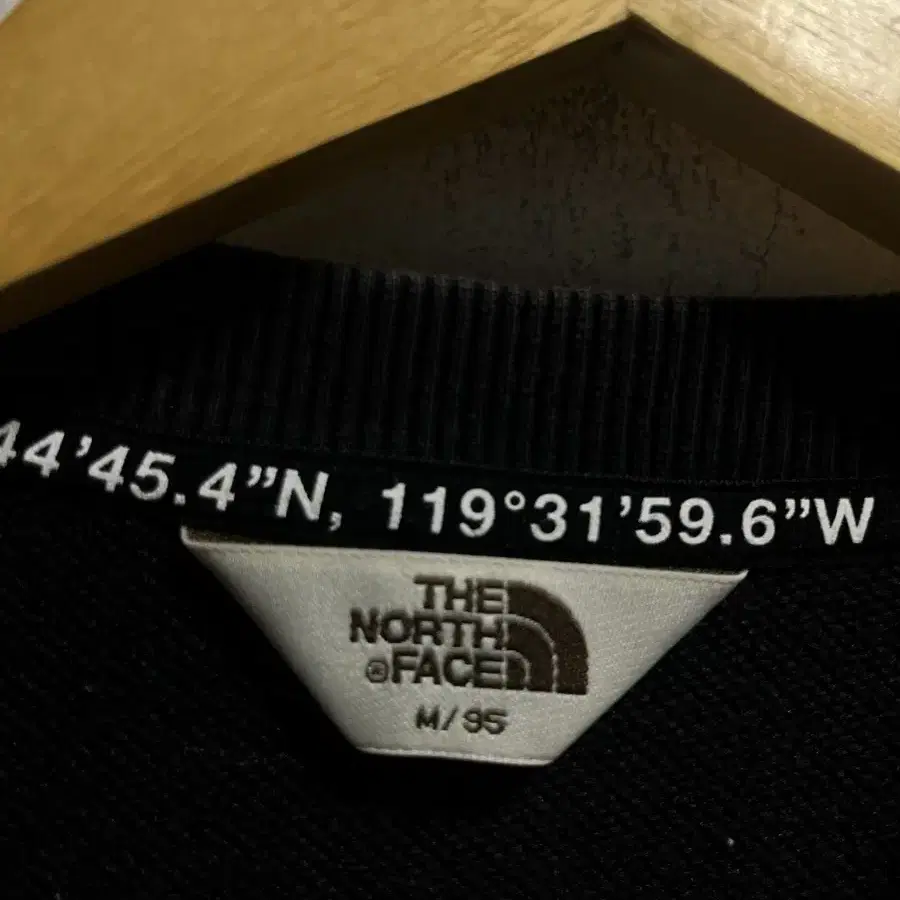 44’45.4”N, 119°31’59.6”W
THE
NORTH
®FACE
M/95